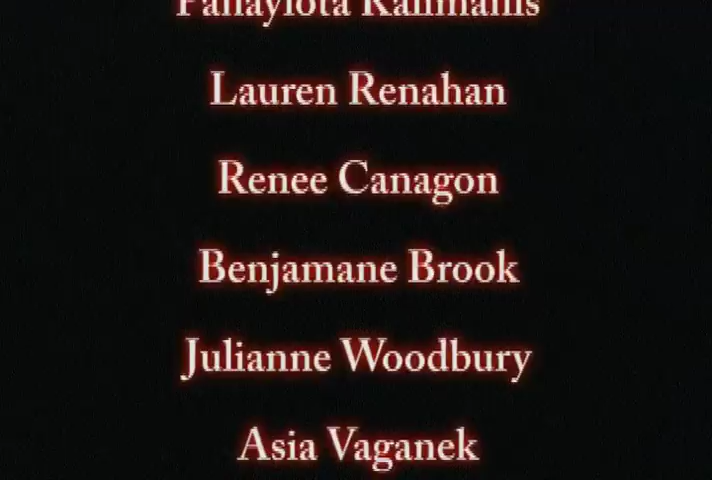 Lauren Renahan
Renee Canagon
Benjamane Brook
Julianne Woodbury
Asia Vaganek